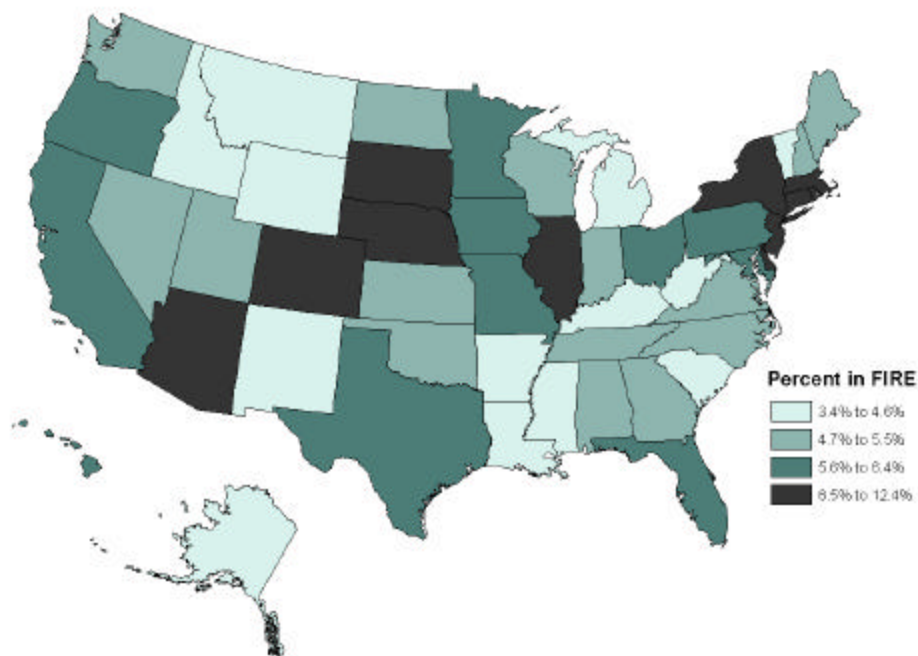 Percent in FIRE
3.4% to 4.6%
4.7% to 5.5%
5.6% to 6.4%
6.5% to 12.4%